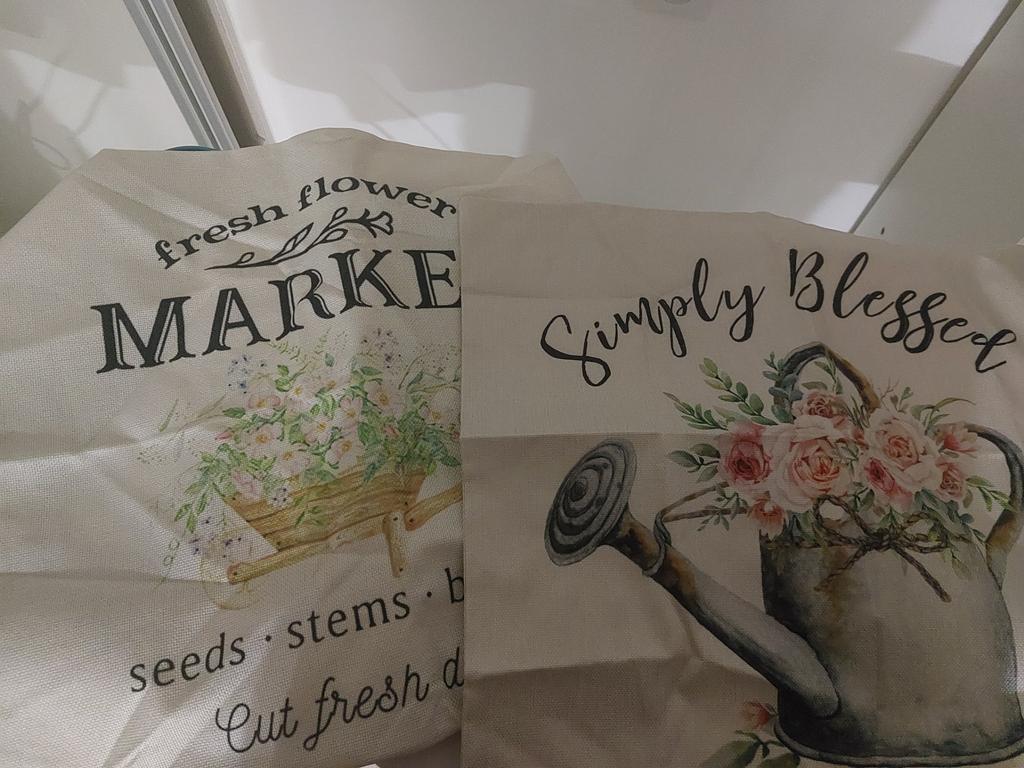 fresh flower
MARKE
seeds · stems · b
Cut fresh d
Simply Blessed